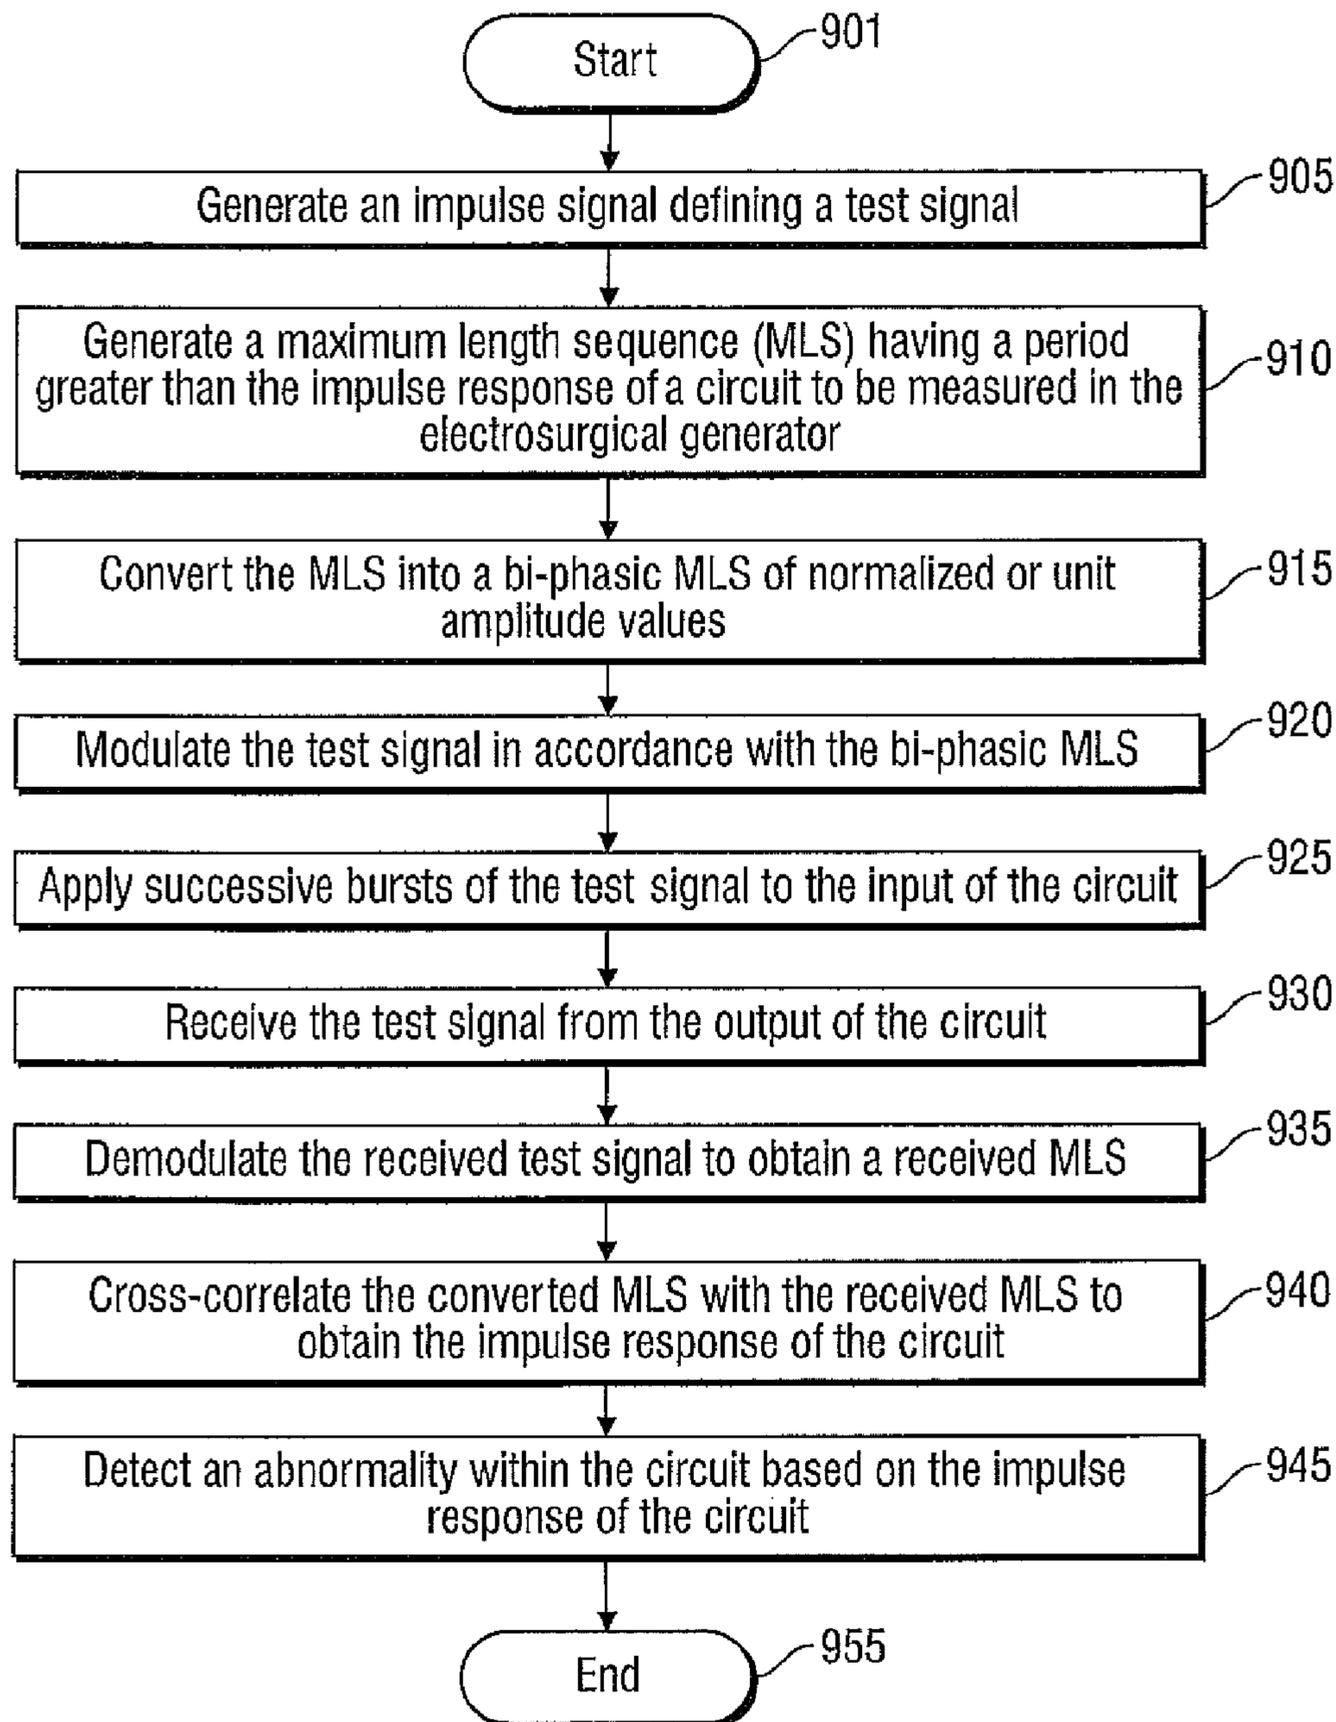 Start
901
Generate an impulse signal defining a test signal
905
Generate a maximum length sequence (MLS) having a period
greater than the impulse response of a circuit to be measured in the
electrosurgical generator
910
Convert the MLS into a bi-phasic MLS of normalized or unit
amplitude values
915
Modulate the test signal in accordance with the bi-phasic MLS
920
Apply successive bursts of the test signal to the input of the circuit
925
Receive the test signal from the output of the circuit
930
Demodulate the received test signal to obtain a received MLS
935
Cross-correlate the converted MLS with the received MLS to
obtain the impulse response of the circuit
940
Detect an abnormality within the circuit based on the impulse
response of the circuit
945
End
955